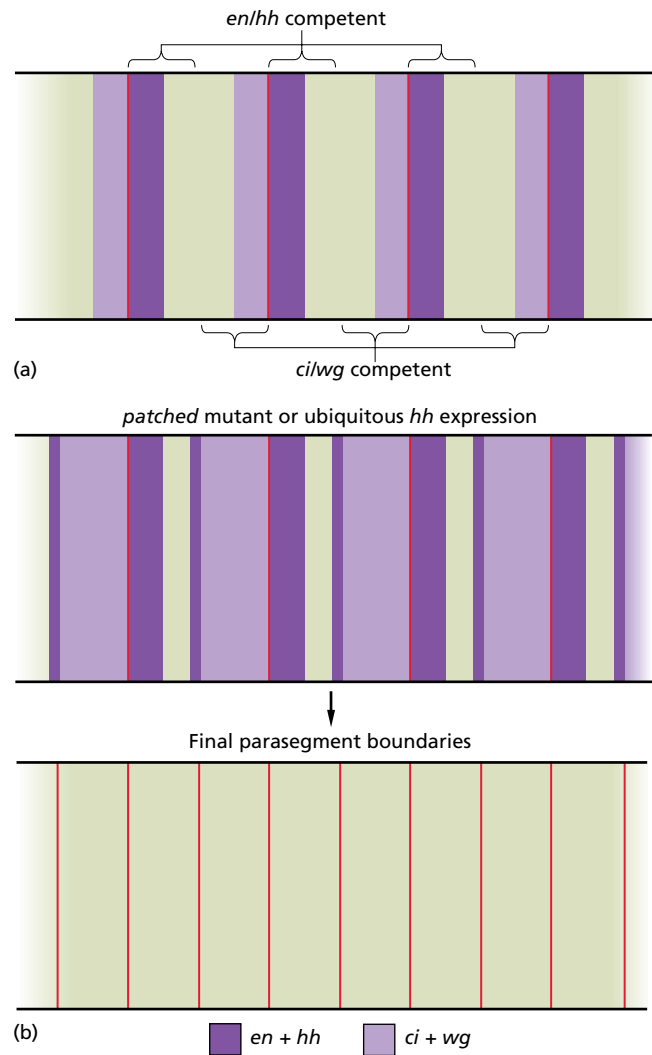 en/hh competent
ci/wg competent
(a)
patched mutant or ubiquitous hh expression
Final parasegment boundaries
(b)
en + hh
ci + wg